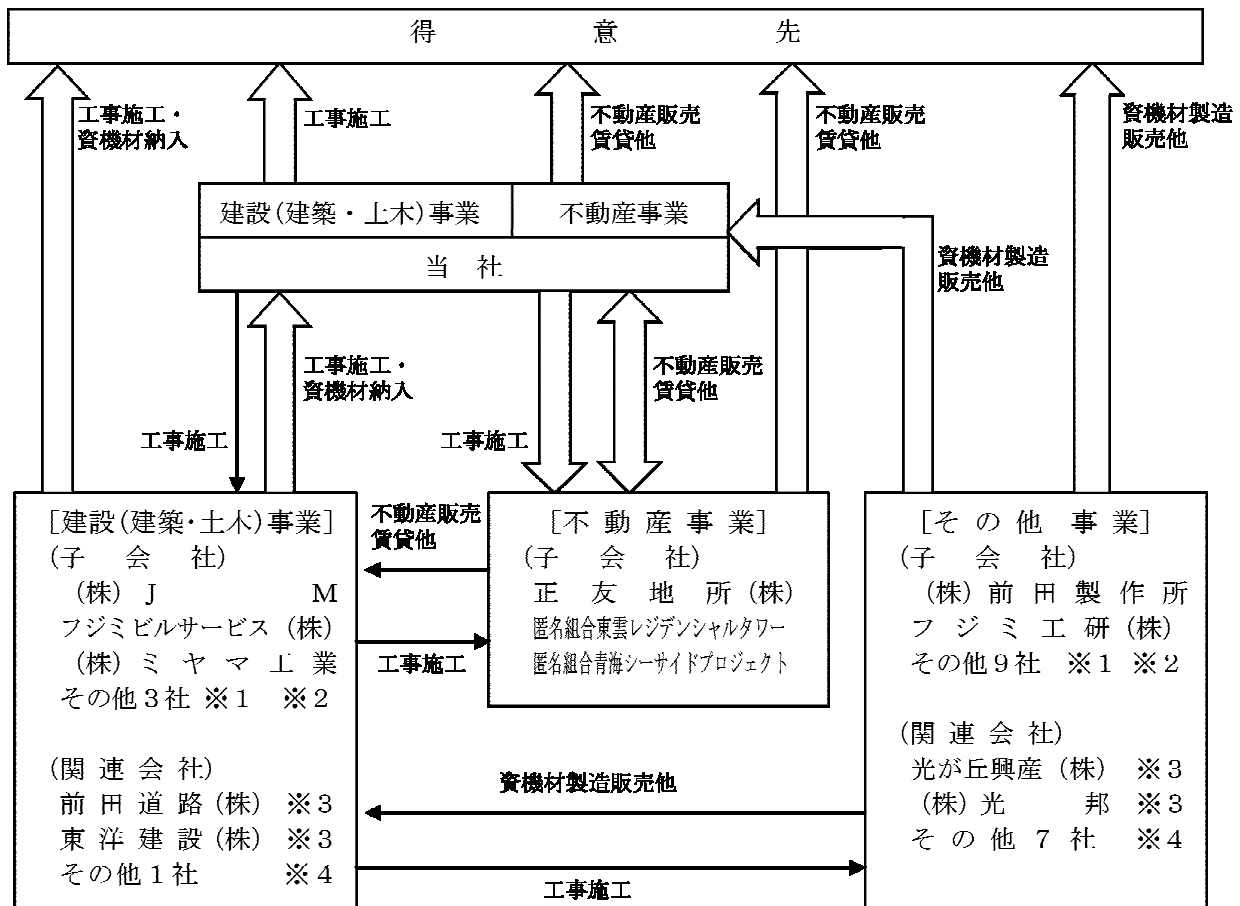 得意先
工事施工・
資機材納入
工事施工
不動産販売
賃貸他
不動産販売
賃貸他
資機材製造
販売他
建設(建築・土木)事業
不動産事業
当社
資機材製造
販売他
工事施工・
資機材納入
不動産販売
賃貸他
工事施工
工事施工
[建設(建築・土木)事業]
(子会社)
(株)JM
フジミビルサービス(株)
(株)ミヤマ工業
その他3社 ※1 ※2
(関連会社)
前田道路(株) ※3
東洋建設(株) ※3
その他1社 ※4
不動産販売
賃貸他
工事施工
[不動産事業]
(子会社)
正友地所(株)
匿名組合東雲レジデンシャルタワー
匿名組合青海シーサイドプロジェクト
[その他事業]
(子会社)
(株)前田製作所
フジミ工研(株)
その他9社 ※1 ※2
(関連会社)
光が丘興産(株) ※3
(株)光邦 ※3
その他7社 ※4
資機材製造販売他
工事施工